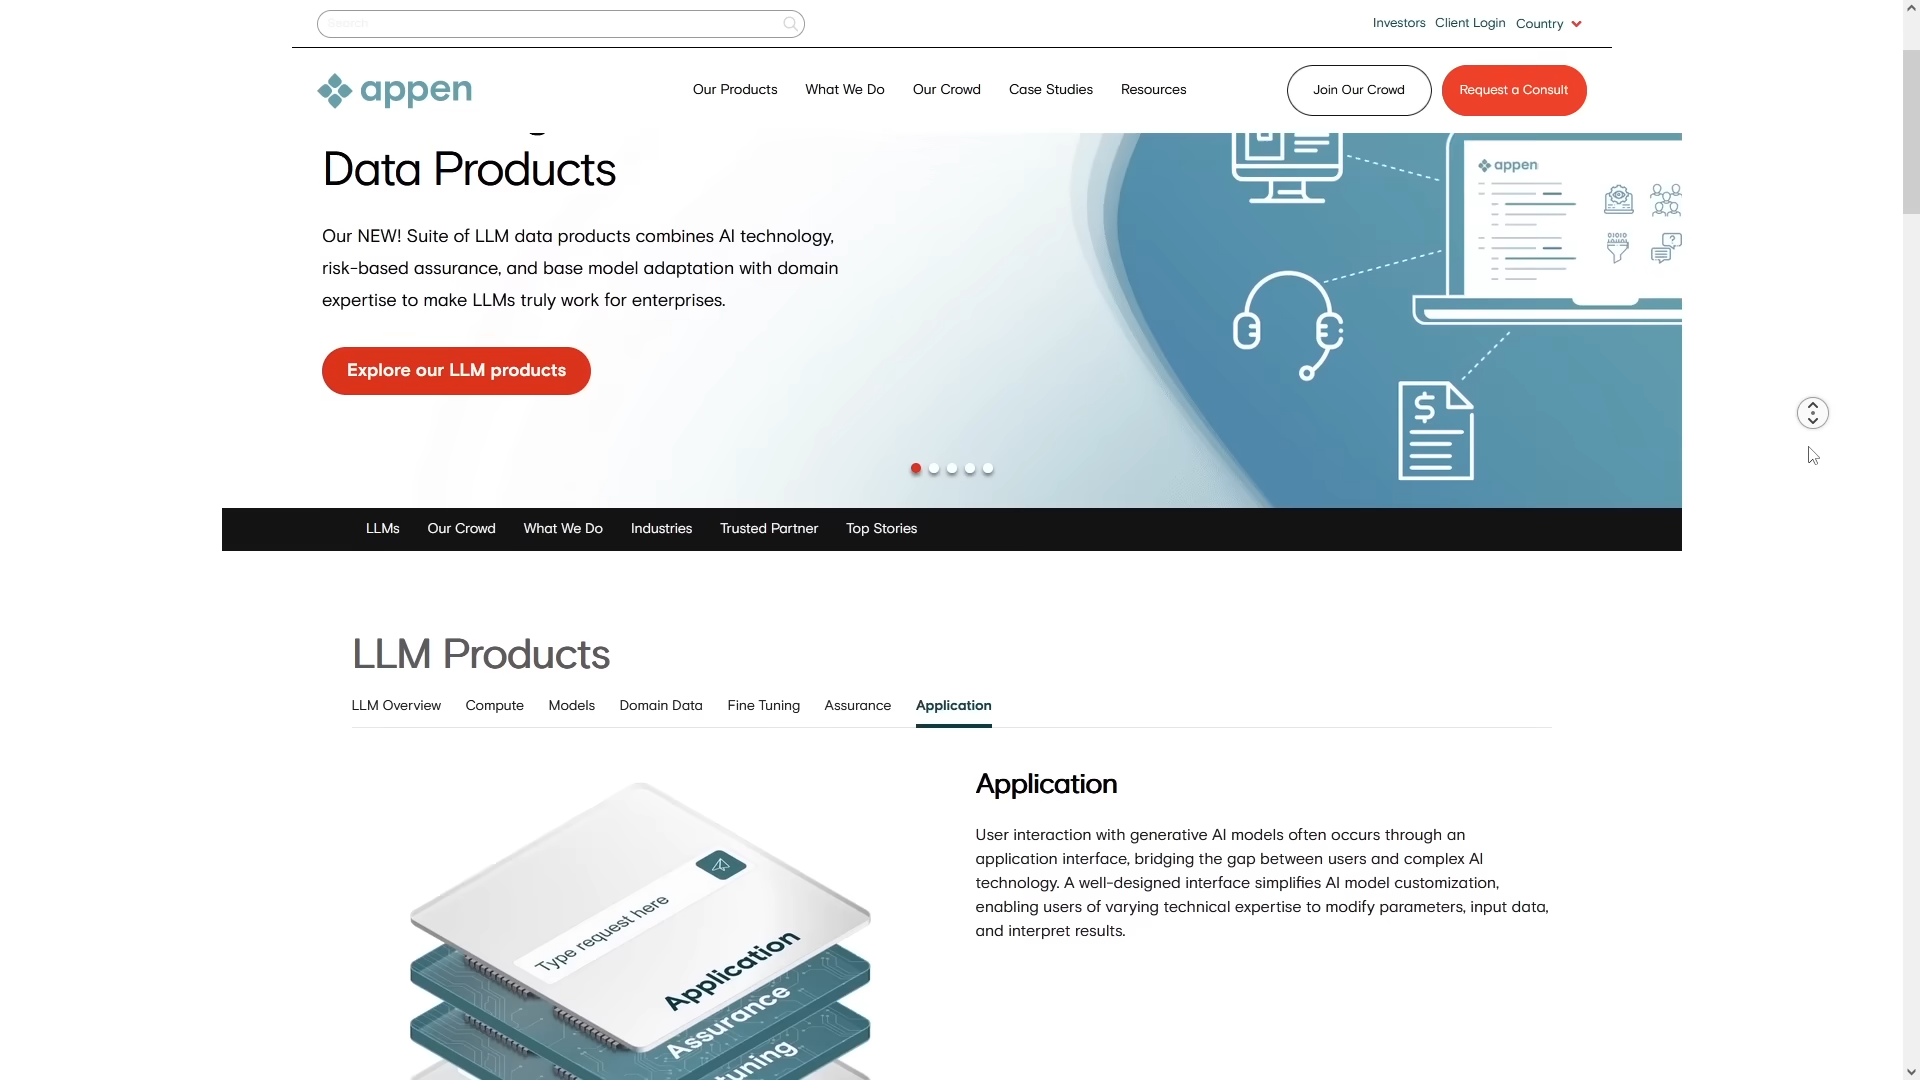 Search
Investors Client Login Country
appen
Our Products What We Do Our Crowd Case Studies Resources
Join Our Crowd Request a Consult
Data Products
Our NEW! Suite of LLM data products combines AI technology,
risk-based assurance, and base model adaptation with domain
expertise to make LLMs truly work for enterprises.
Explore our LLM products
appen
LLMs Our Crowd What We Do Industries Trusted Partner Top Stories
LLM Products
LLM Overview Compute Models Domain Data Fine Tuning Assurance Application
Application
User interaction with generative AI models often occurs through an
application interface, bridging the gap between users and complex AI
technology. A well-designed interface simplifies AI model customization,
enabling users of varying technical expertise to modify parameters, input data,
and interpret results.
Type request here
Application
Assurance